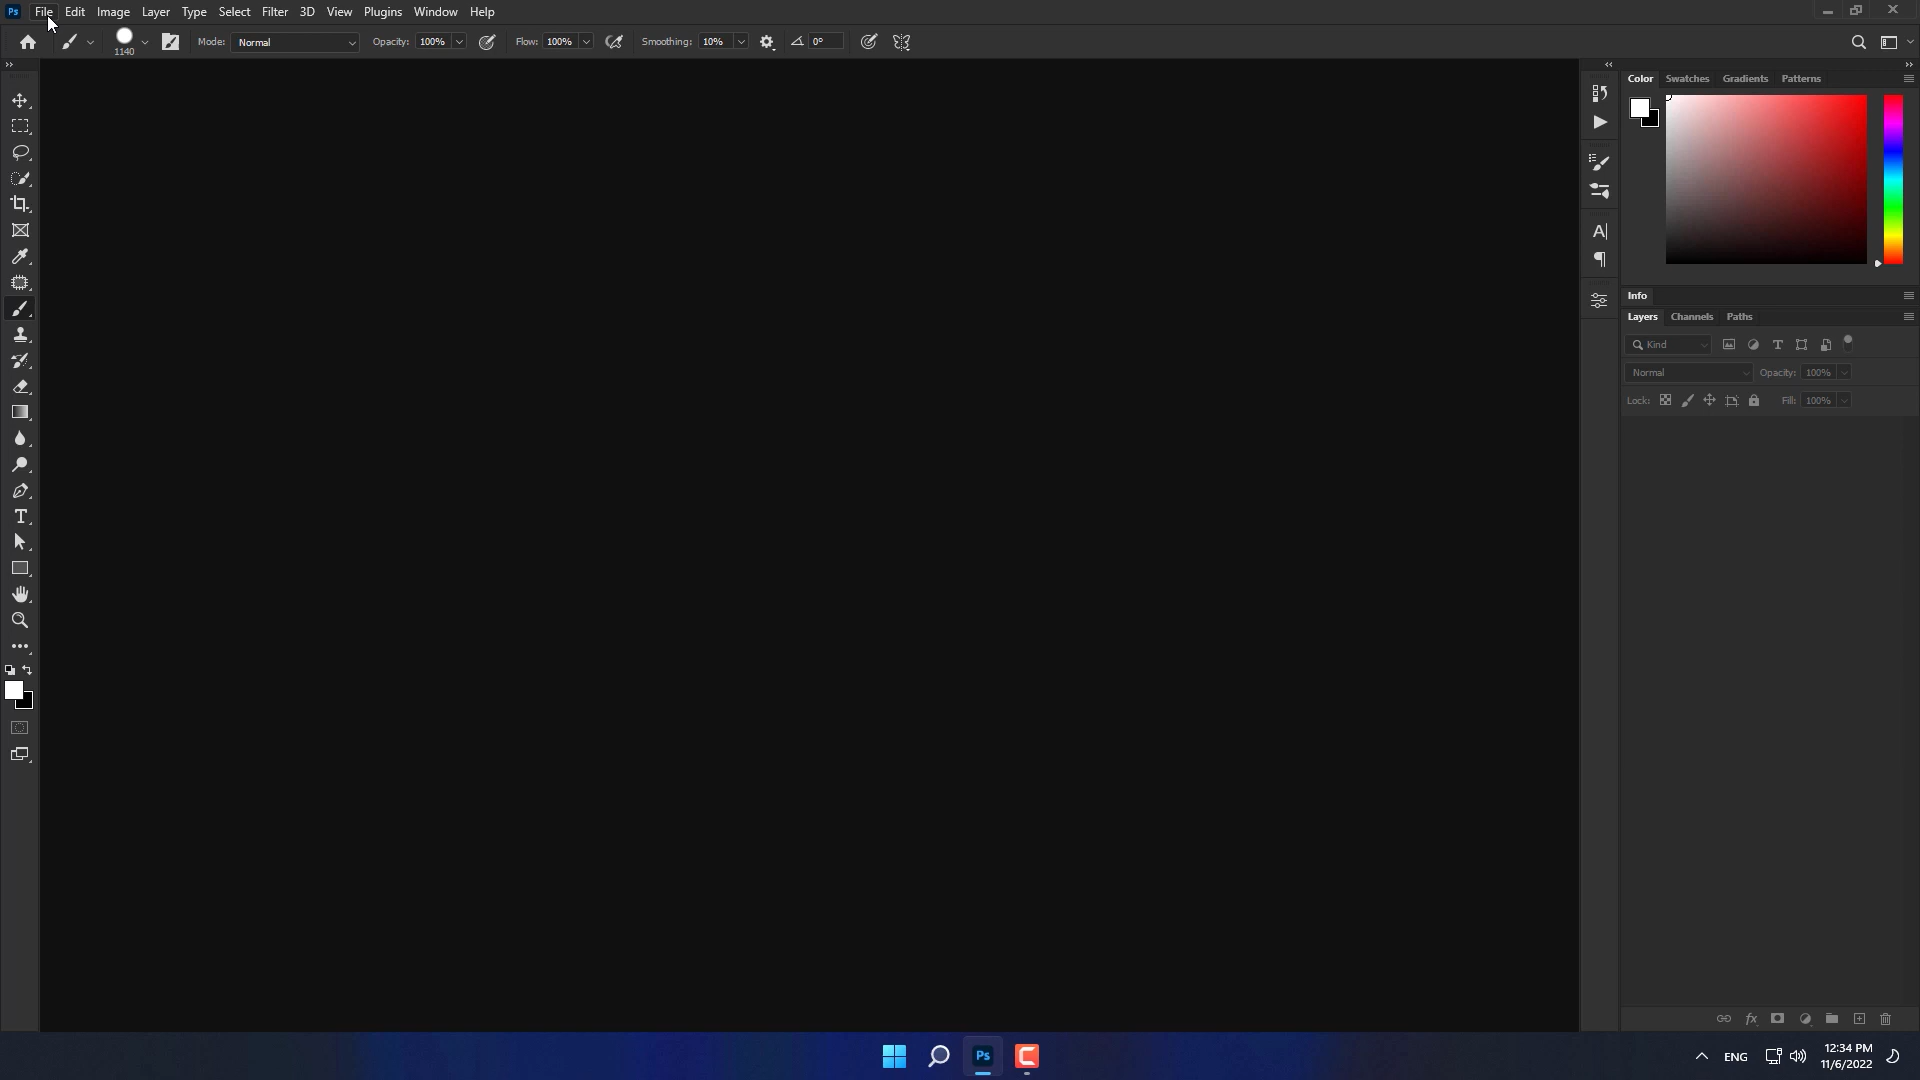 Ps File Edit Image Layer Type Select Filter 3D View Plugins Window Help
1140 Mode: Normal Opacity: 100% Flow: 100% Smoothing: 10% 0°
Color Swatches Gradients Patterns
Info
Layers Channels Paths
Kind
Normal Opacity: 100%
Lock: Fill: 100%
Ps ENG 12:34 PM
11/6/2022